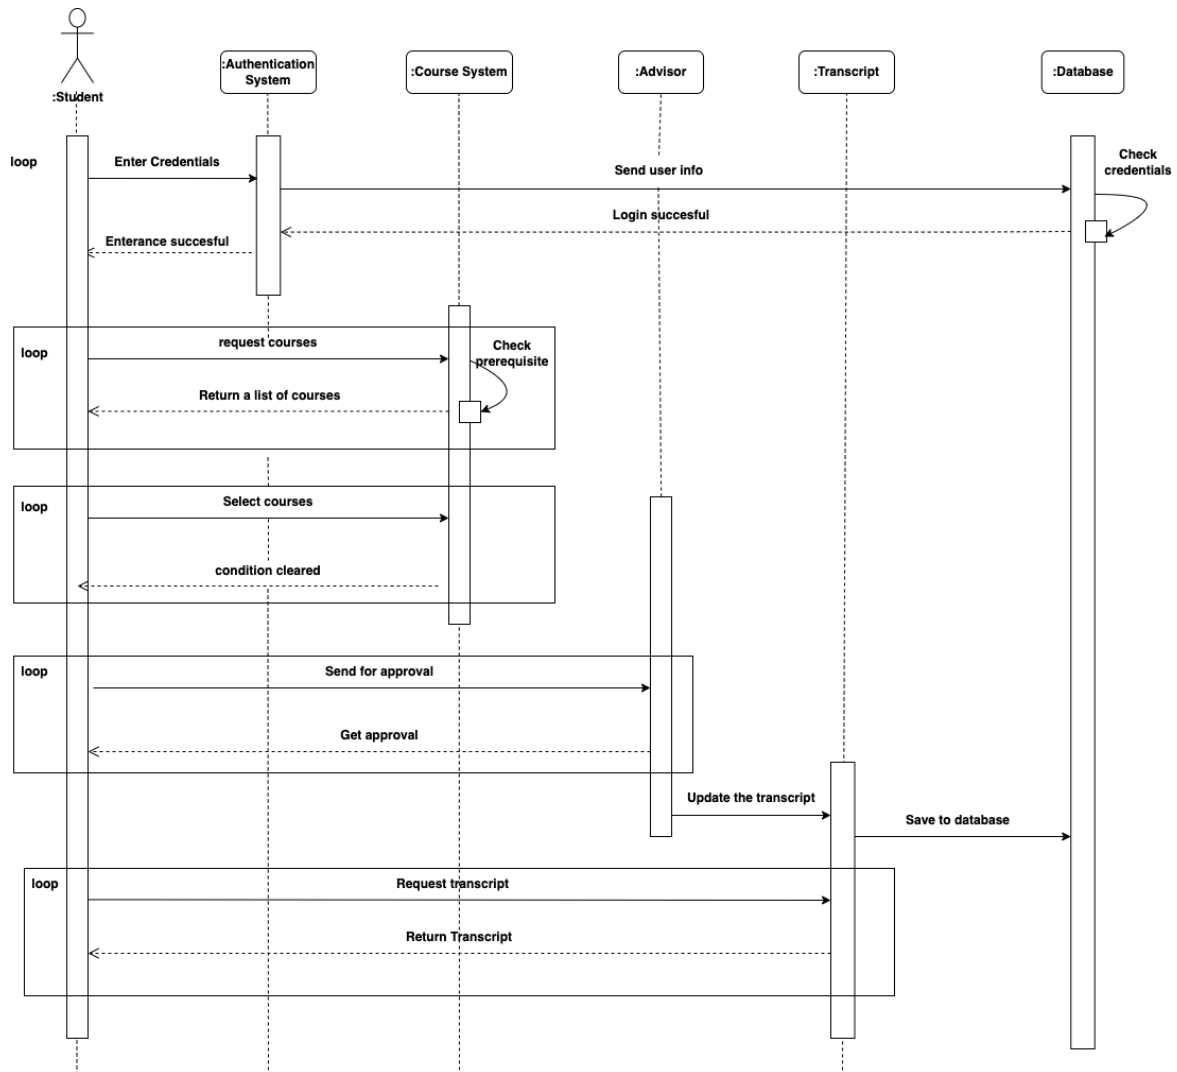 :Student
:Authentication
System
:Course System
:Advisor
:Transcript
:Database
loop
Enter Credentials
Send user info
Check
credentials
Login succesful
Enterance succesful
loop
request courses
Check
prerequisite
Return a list of courses
loop
Select courses
condition cleared
loop
Send for approval
Get approval
Update the transcript
Save to database
loop
Request transcript
Return Transcript